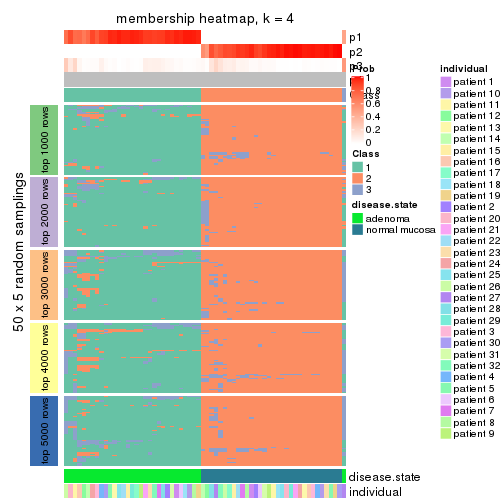 membership heatmap, k = 4
p1
p2
p3
Prob
1
0.8
0.6
0.4
0.2
0
Class
1
2
3
disease.state
adenoma
normal mucosa
50 x 5 random samplings
top 1000 rows
top 2000 rows
top 3000 rows
top 4000 rows
top 5000 rows
disease.state
individual
individual
patient 1
patient 10
patient 11
patient 12
patient 13
patient 14
patient 15
patient 16
patient 17
patient 18
patient 19
patient 2
patient 20
patient 21
patient 22
patient 23
patient 24
patient 25
patient 26
patient 27
patient 28
patient 29
patient 3
patient 30
patient 31
patient 32
patient 4
patient 5
patient 6
patient 7
patient 8
patient 9